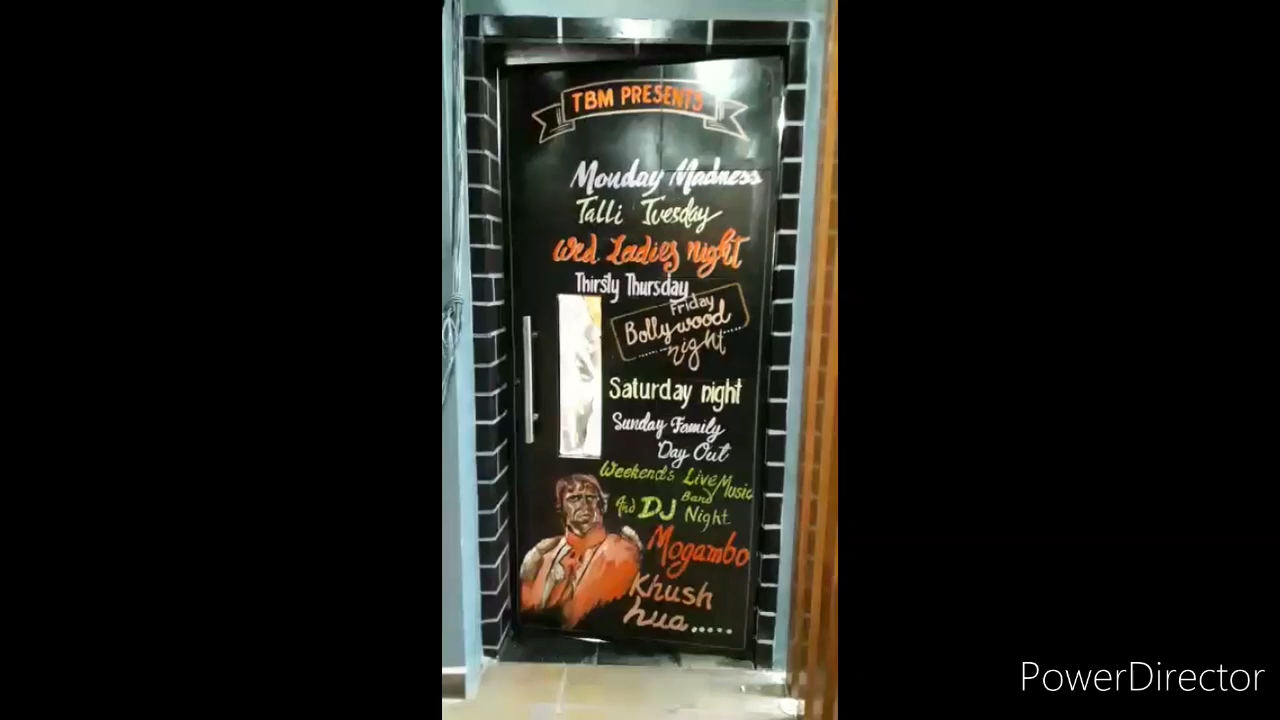 TBM PRESENTS
Monday Madness
Talli Tuesday
Wed. Ladies night
Thirsty Thursday
Friday
Bollywood
night
Saturday night
Sunday Family
Day Out
Weekend's Live Music
Band
And DJ Night
Mogambo
Khush
hua.....
PowerDirector